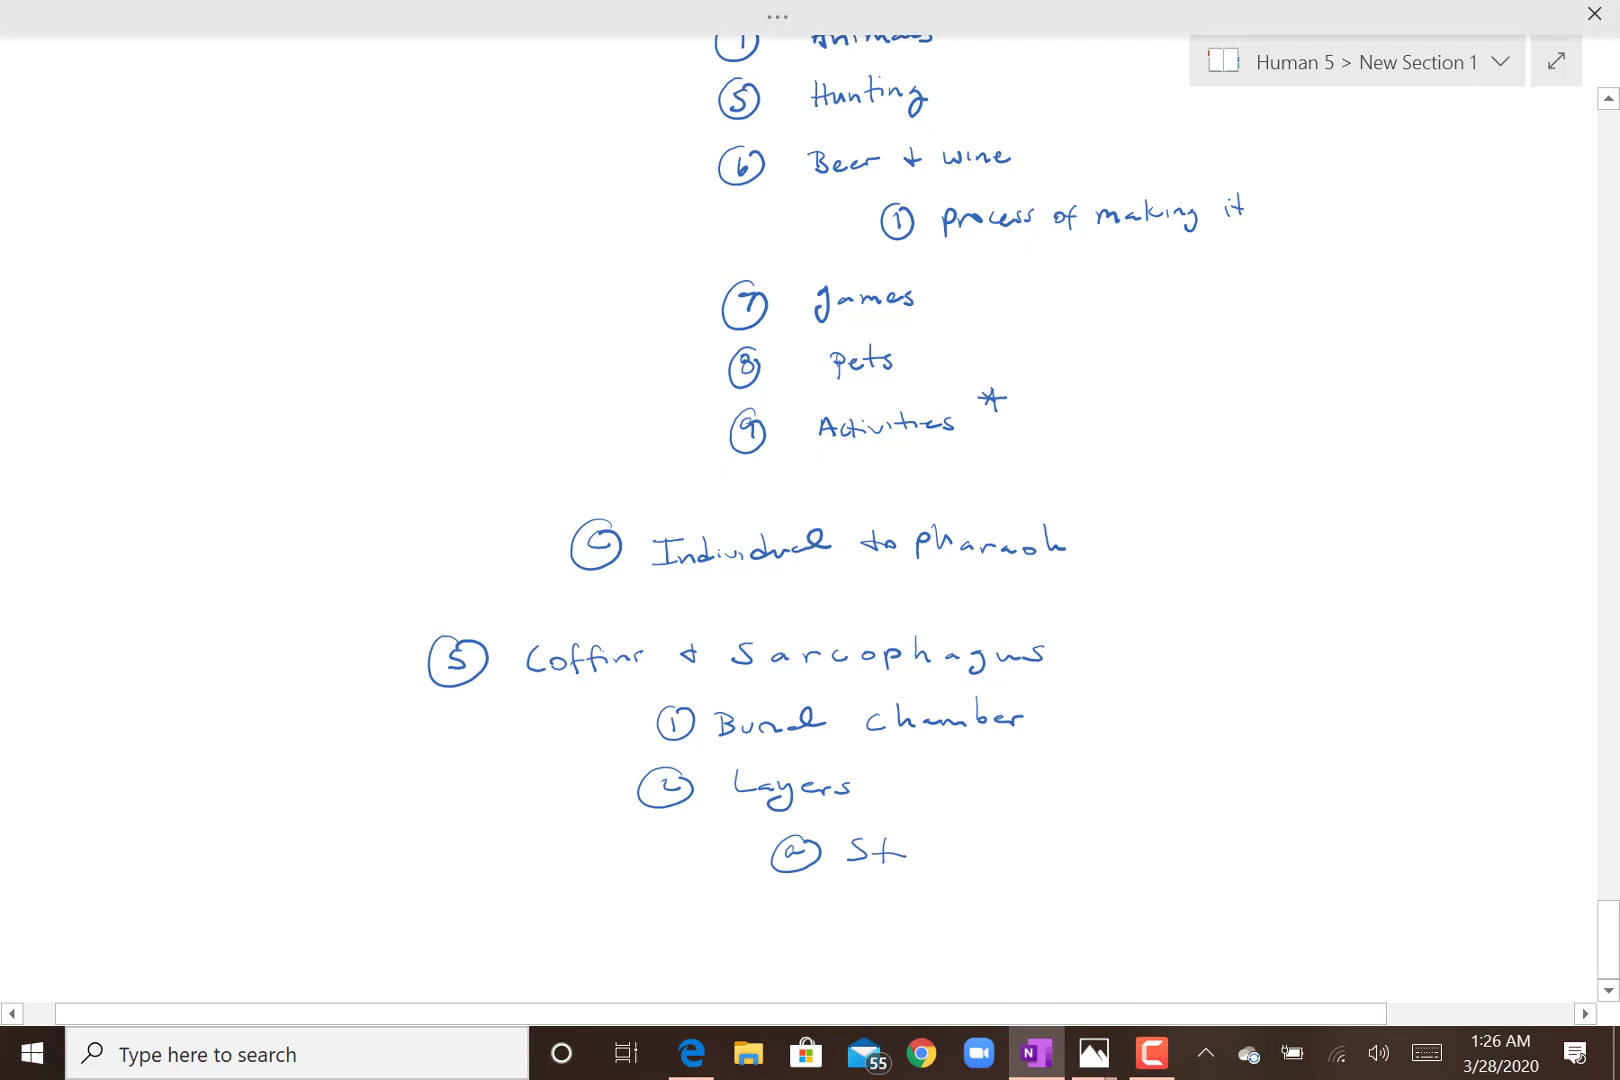 Animals
Human 5 > New Section 1
5 Hunting
6 Beer + wine
1 process of making it
7 games
8 Pets
9 Activities *
C Individual to pharaoh
5 Coffins + Sarcophagus
1 Burial chamber
2 Layers
a St
Type here to search
55
N
1:26 AM
3/28/2020